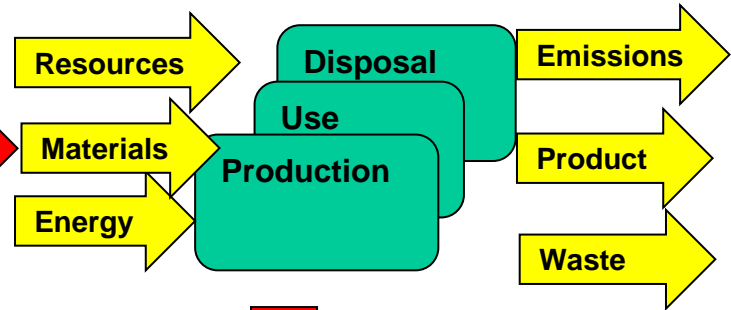 Resources
Materials
Energy
Disposal
Use
Production
Emissions
Product
Waste